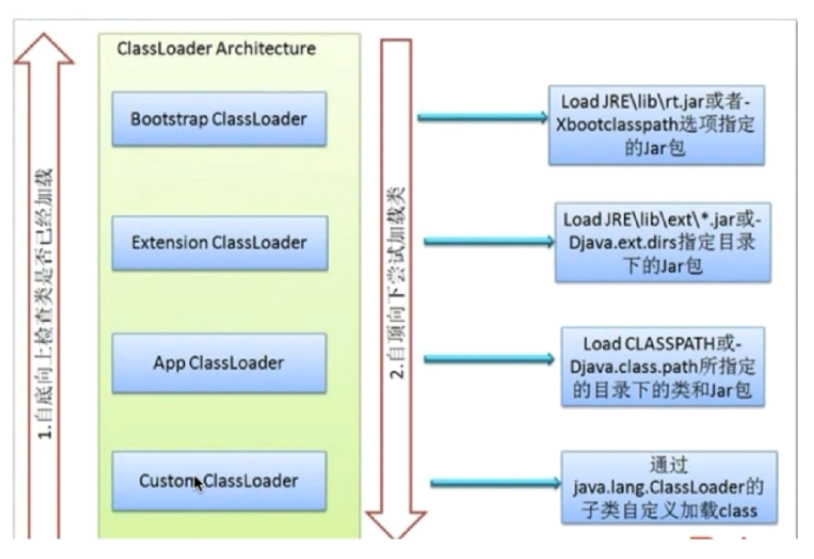 ClassLoader Architecture
Bootstrap ClassLoader
Extension ClassLoader
App ClassLoader
Custom ClassLoader
1.自底向上检查类是否已经加载
2.自顶向下尝试加载类
Load JRE\lib\rt.jar或者-
Xbootclasspath选项指定
的Jar包
Load JRE\lib\ext\*.jar或-
Djava.ext.dirs指定目录
下的Jar包
Load CLASSPATH或-
Djava.class.path所指定
的目录下的类和Jar包
通过
java.lang.ClassLoader的
子类自定义加载class